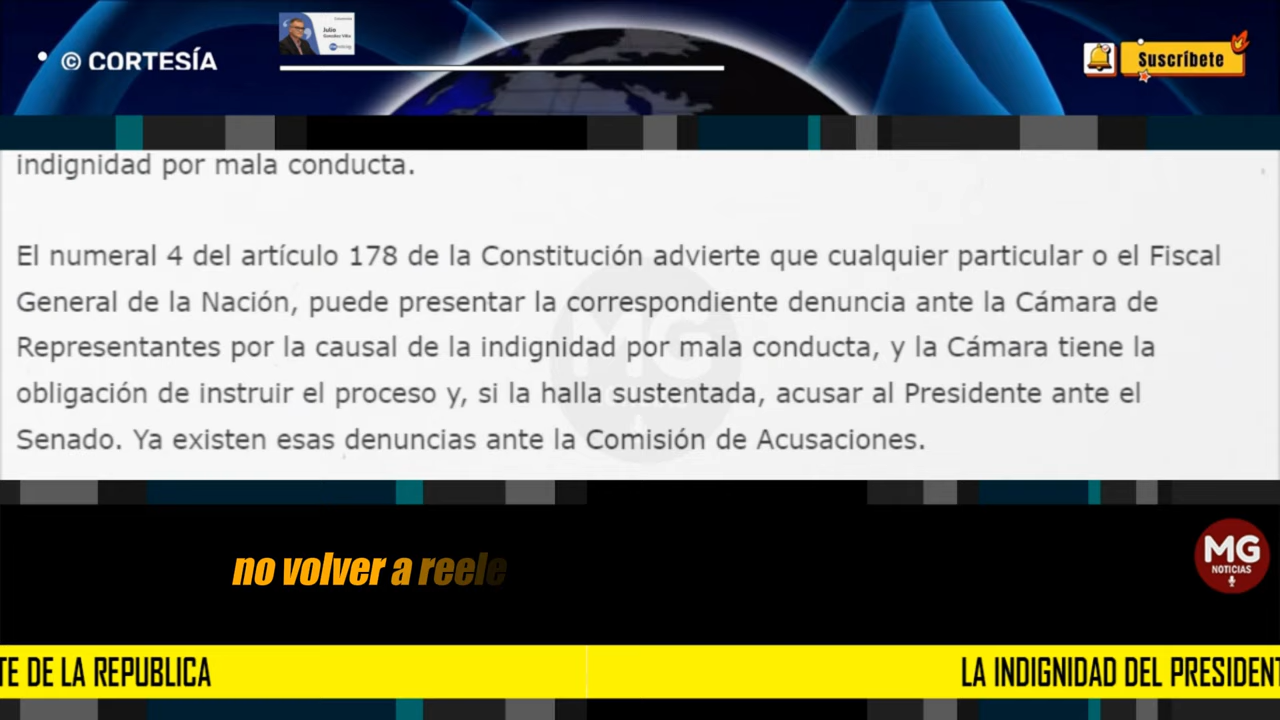 © CORTESÍA
Julio
González Villa
Suscríbete
indignidad por mala conducta.
El numeral 4 del artículo 178 de la Constitución advierte que cualquier particular o el Fiscal
General de la Nación, puede presentar la correspondiente denuncia ante la Cámara de
Representantes por la causal de la indignidad por mala conducta, y la Cámara tiene la
obligación de instruir el proceso y, si la halla sustentada, acusar al Presidente ante el
Senado. Ya existen esas denuncias ante la Comisión de Acusaciones.
no volver a reele
MG
NOTICIAS
TE DE LA REPUBLICA
LA INDIGNIDAD DEL PRESIDENT